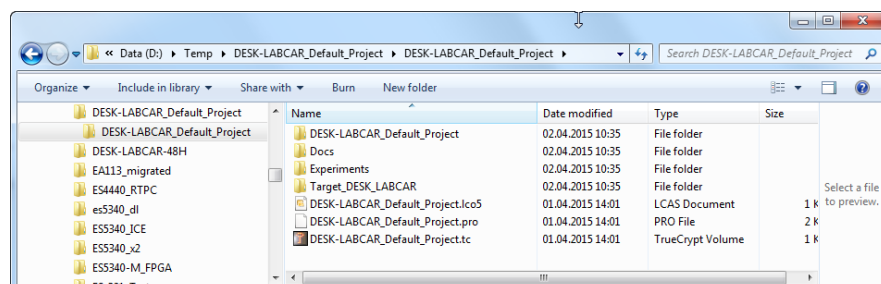 « Data (D:) ▸ Temp ▸ DESK-LABCAR_Default_Project ▸ DESK-LABCAR_Default_Project ▸ Search DESK-LABCAR_Default_Project
Organize Include in library Share with Burn New folder
DESK-LABCAR_Default_Project
DESK-LABCAR_Default_Project
DESK-LABCAR-48H
EA113_migrated
ES4440_RTPC
es5340_dl
ES5340_ICE
ES5340_x2
ES5340-M_FPGA
Name Date modified Type Size
DESK-LABCAR_Default_Project 02.04.2015 10:35 File folder
Docs 02.04.2015 10:35 File folder
Experiments 02.04.2015 10:35 File folder
Target_DESK_LABCAR 02.04.2015 10:35 File folder
DESK-LABCAR_Default_Project.lco5 01.04.2015 14:01 LCAS Document 1 K
DESK-LABCAR_Default_Project.pro 01.04.2015 14:01 PRO File 2 K
DESK-LABCAR_Default_Project.tc 01.04.2015 14:01 TrueCrypt Volume 1 K
Select a file
to preview.